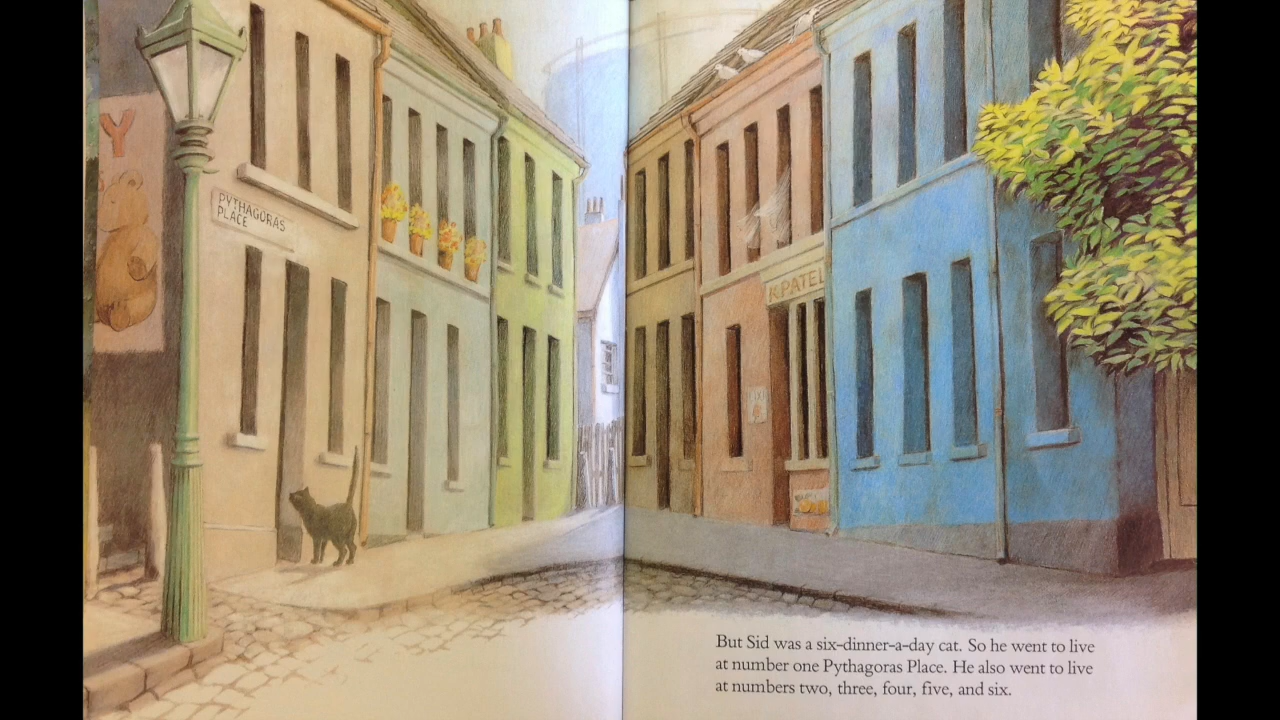 Y
PYTHAGORAS
PLACE
K.PATEL
But Sid was a six-dinner-a-day cat. So he went to live
at number one Pythagoras Place. He also went to live
at numbers two, three, four, five, and six.